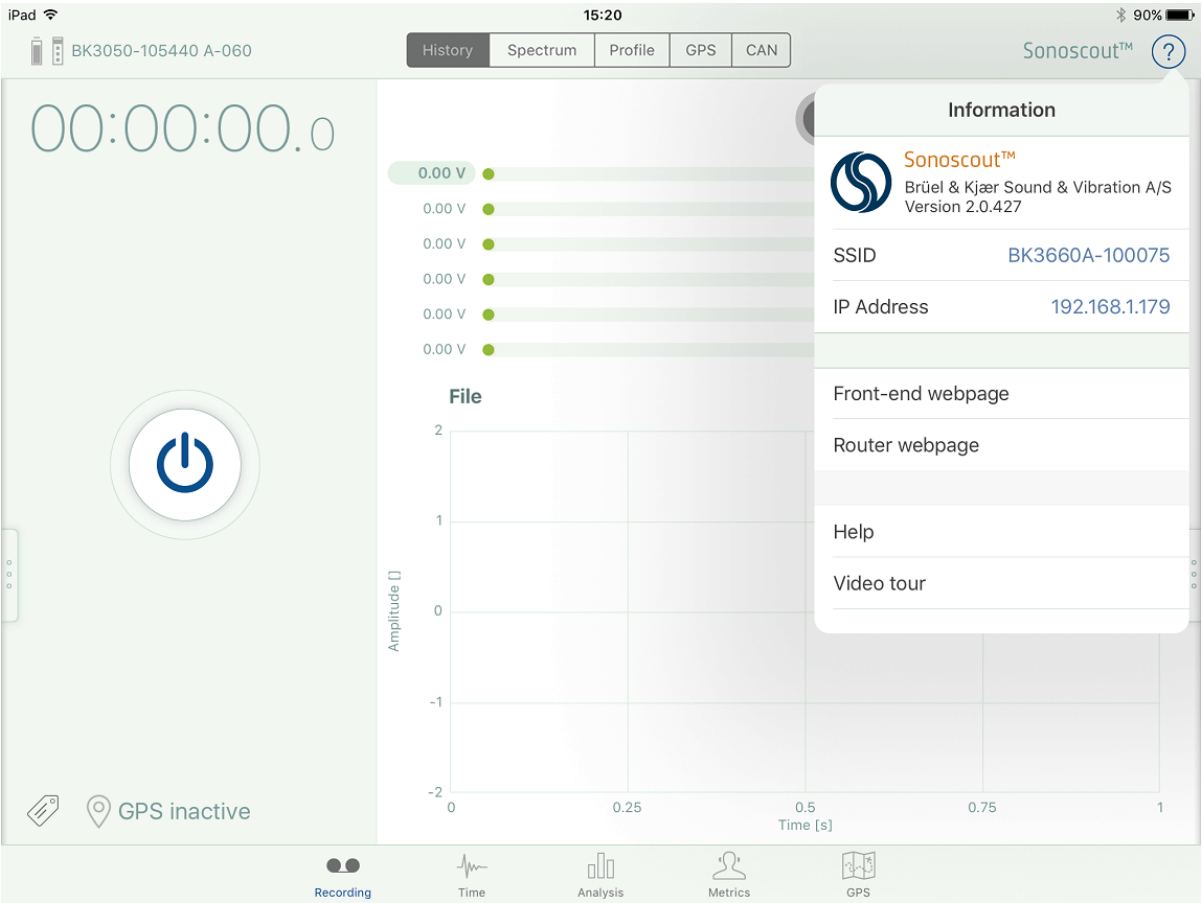 iPad
15:20
90%
BK3050-105440 A-060
History
Spectrum
Profile
GPS
CAN
Sonoscout™
?
00:00:00.0
0.00 V
0.00 V
0.00 V
0.00 V
0.00 V
0.00 V
File
Amplitude []
2
1
0
-1
-2
0
0.25
0.5
0.75
1
Time [s]
Information
Sonoscout™
Brüel & Kjær Sound & Vibration A/S
Version 2.0.427
SSID BK3660A-100075
IP Address 192.168.1.179
Front-end webpage
Router webpage
Help
Video tour
GPS inactive
Recording
Time
Analysis
Metrics
GPS